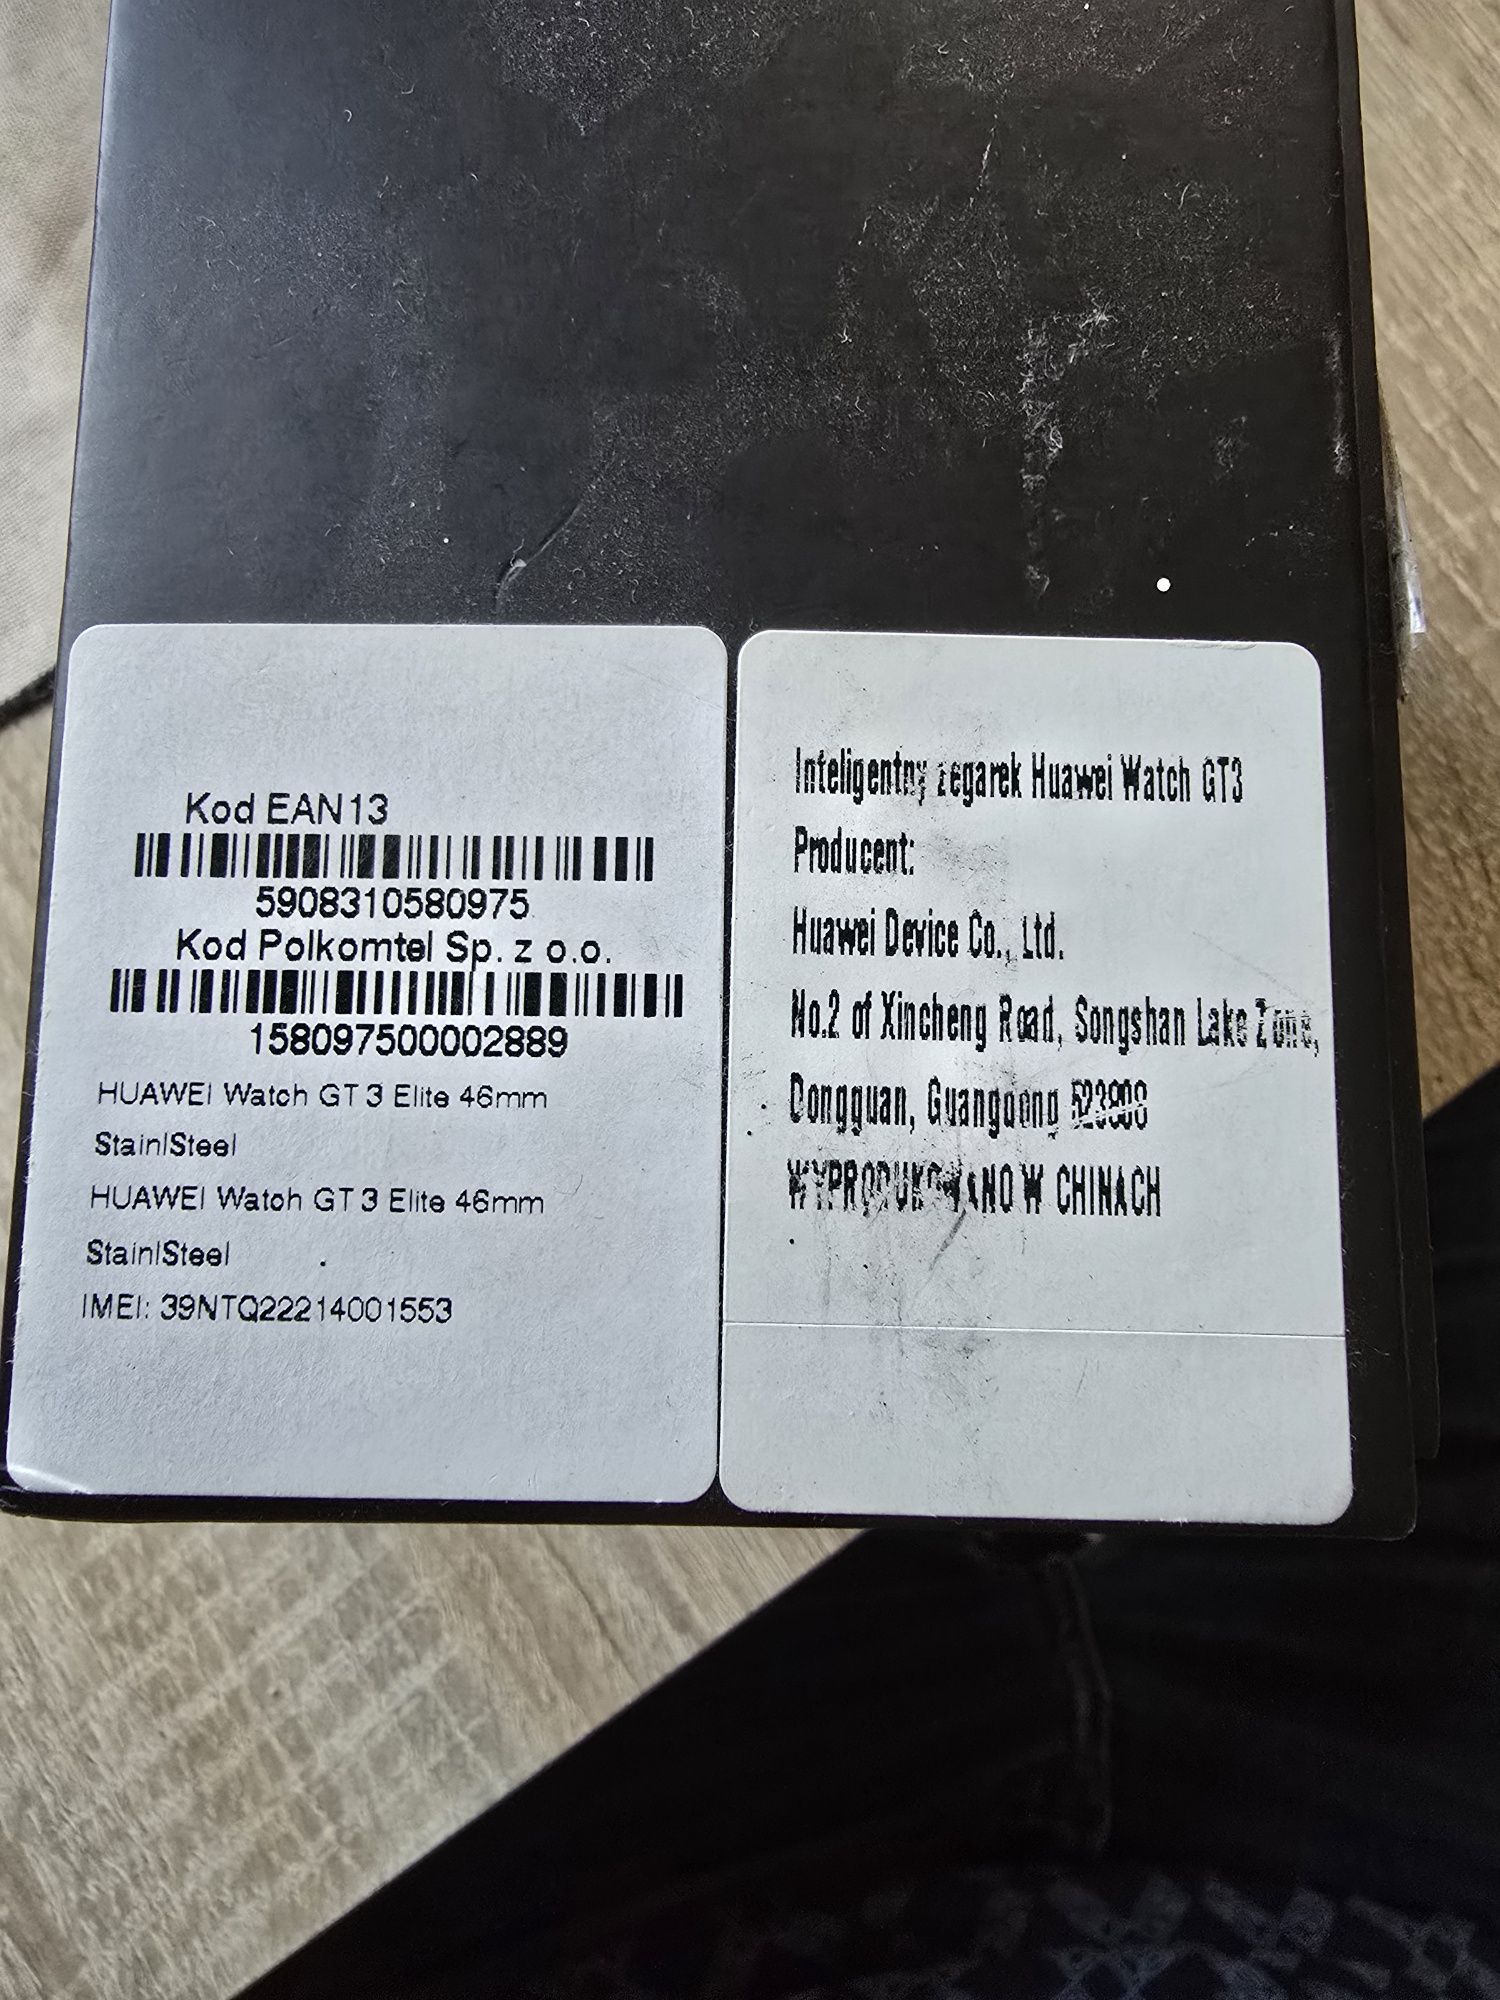 Kod EAN13
5908310580975
Kod Polkomtel Sp. z o.o.
158097500002889
HUAWEI Watch GT 3 Elite 46mm
StainlSteel
HUAWEI Watch GT 3 Elite 46mm
StainlSteel
IMEI: 39NTQ22214001553
Inteligentny zegarek Huawei Watch GT3
Producent:
Huawei Device Co., Ltd.
No.2 of Xincheng Road, Songshan Lake Zone,
Dongguan, Guangdong 523808
WYPRODUKOWANO W CHINACH